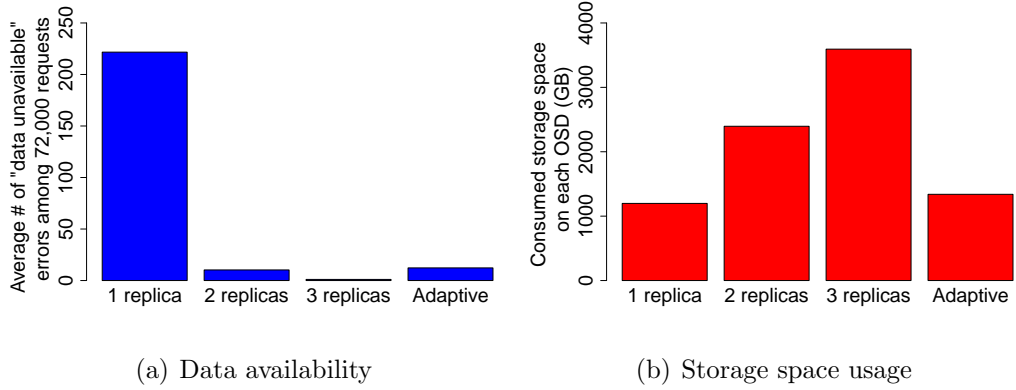 Average # of "data unavailable"
errors among 72,000 requests
0
50
100
150
200
250
1 replica
2 replicas
3 replicas
Adaptive
(a) Data availability
Consumed storage space
on each OSD (GB)
0
1000
2000
3000
4000
1 replica
2 replicas
3 replicas
Adaptive
(b) Storage space usage